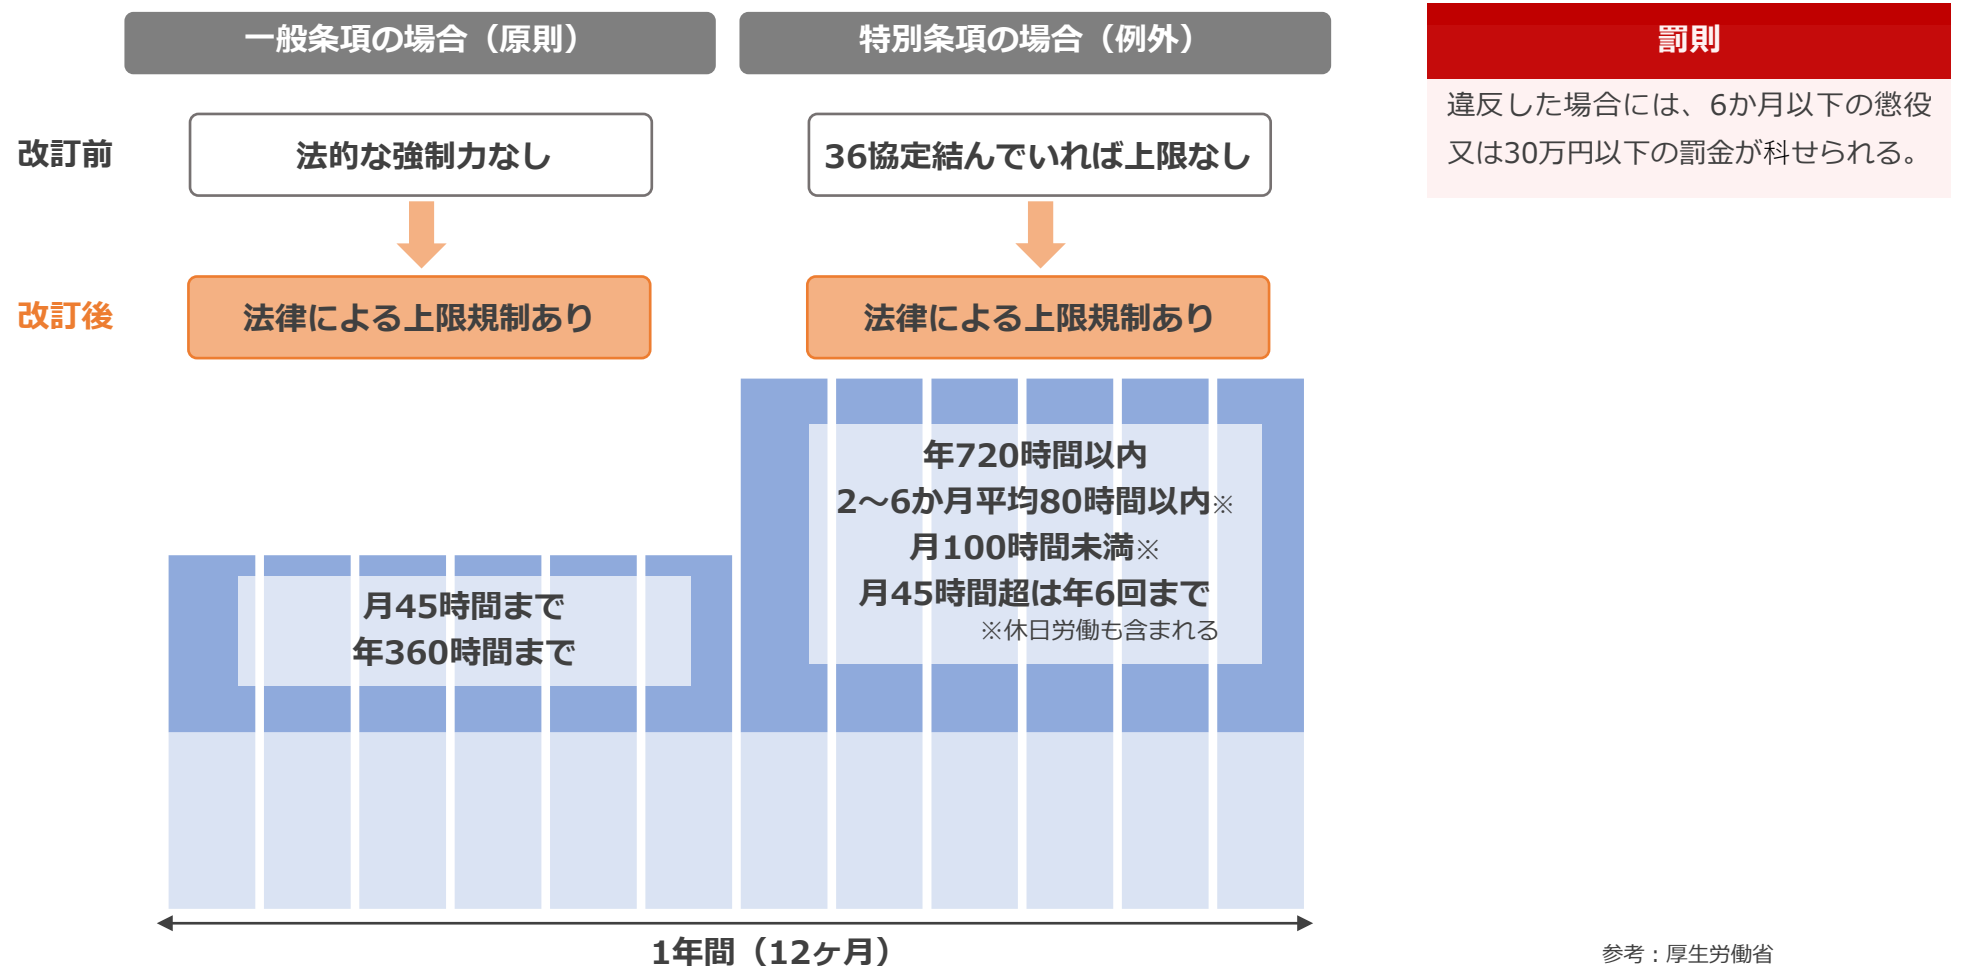 一般条項の場合（原則）
特別条項の場合（例外）
罰則
違反した場合には、6か月以下の懲役
又は30万円以下の罰金が科せられる。
改訂前
法的な強制力なし
36協定結んでいれば上限なし
改訂後
法律による上限規制あり
法律による上限規制あり
年720時間以内
2～6か月平均80時間以内※
月100時間未満※
月45時間超は年6回まで
※休日労働も含まれる
月45時間まで
年360時間まで
1年間（12ヶ月）
参考：厚生労働省